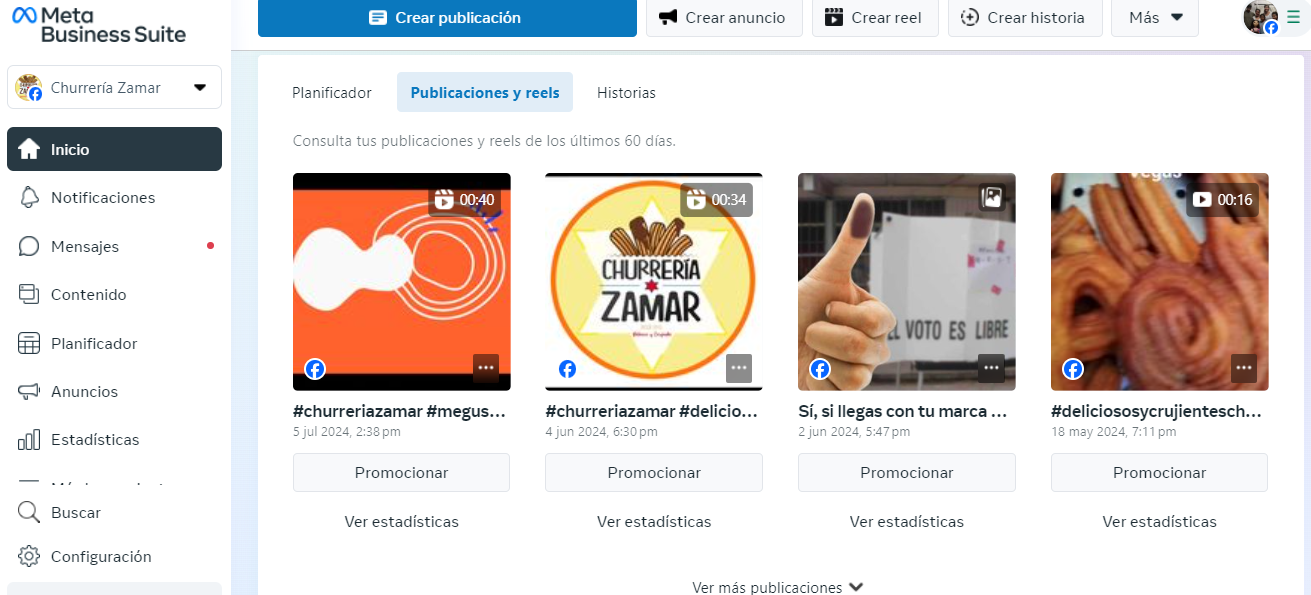 Meta
Business Suite
Crear publicación
Crear anuncio
Crear reel
Crear historia
Más
Churrería Zamar
Planificador
Publicaciones y reels
Historias
Consulta tus publicaciones y reels de los últimos 60 días.
Inicio
Notificaciones
Mensajes
Contenido
Planificador
Anuncios
Estadísticas
Buscar
Configuración
00:40
#churreriazamar #megus...
5 jul 2024, 2:38 pm
Promocionar
Ver estadísticas
00:34
CHURRERÍA
ZAMAR
#churreriazamar #delicio...
4 jun 2024, 6:30 pm
Promocionar
Ver estadísticas
EL VOTO ES LIBRE
Sí, si llegas con tu marca ...
2 jun 2024, 5:47 pm
Promocionar
Ver estadísticas
Vegas
00:16
#deliciososycrujientesch...
18 may 2024, 7:11 pm
Promocionar
Ver estadísticas
Ver más publicaciones